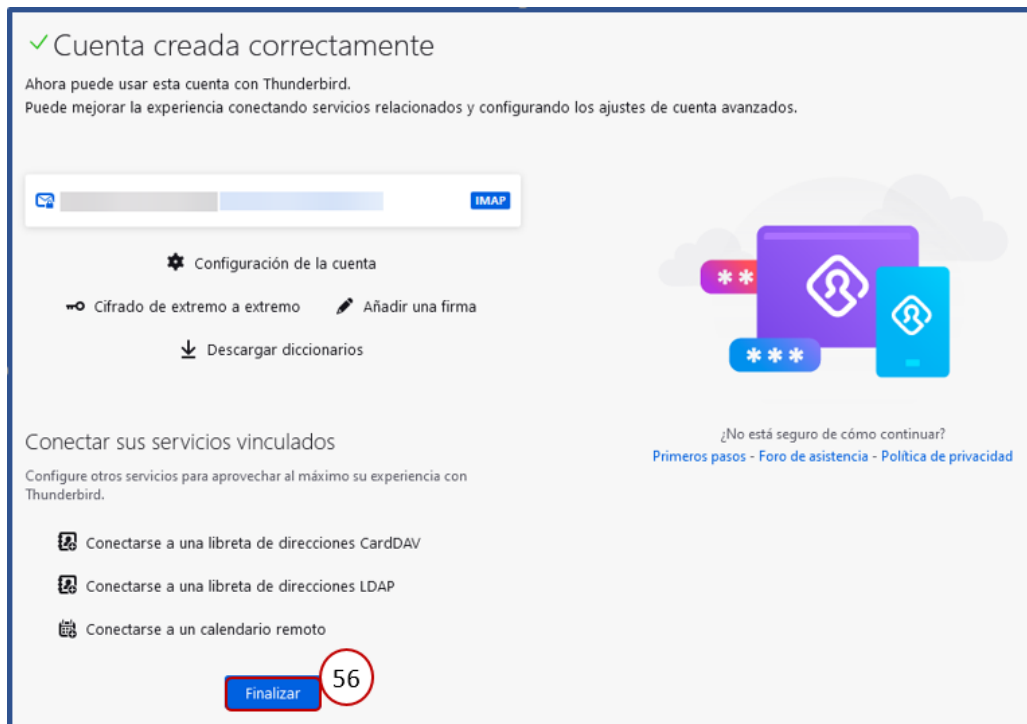 Cuenta creada correctamente
Ahora puede usar esta cuenta con Thunderbird.
Puede mejorar la experiencia conectando servicios relacionados y configurando los ajustes de cuenta avanzados.
IMAP
Configuración de la cuenta
Cifrado de extremo a extremo
Añadir una firma
Descargar diccionarios
***
***
¿No está seguro de cómo continuar?
Primeros pasos - Foro de asistencia - Política de privacidad
Conectar sus servicios vinculados
Configure otros servicios para aprovechar al máximo su experiencia con
Thunderbird.
Conectarse a una libreta de direcciones CardDAV
Conectarse a una libreta de direcciones LDAP
Conectarse a un calendario remoto
Finalizar
56